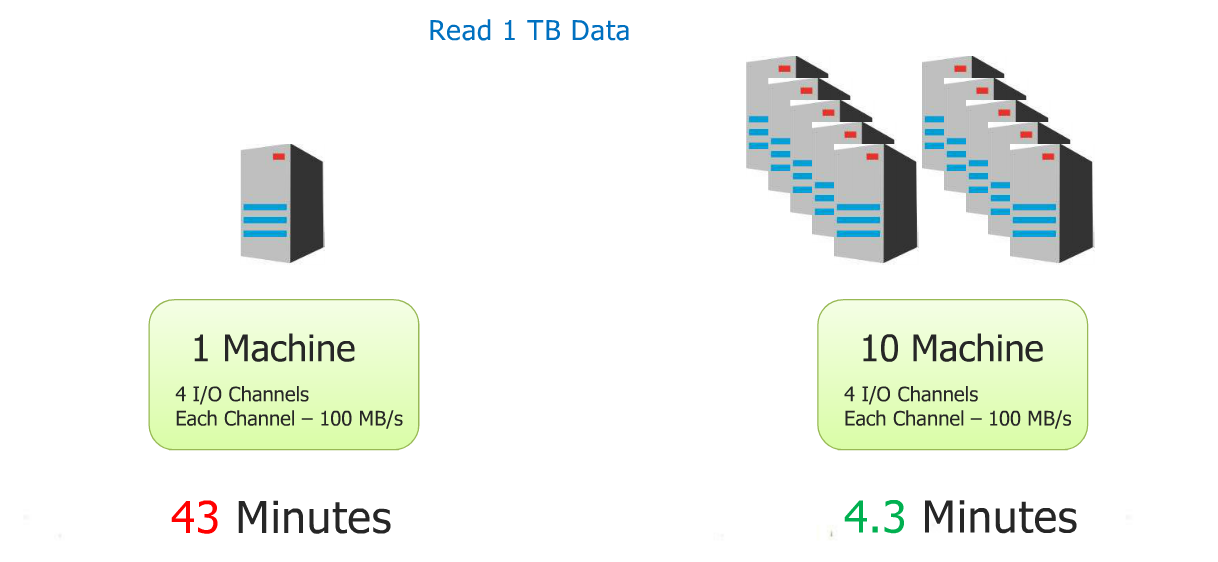 Read 1 TB Data
1 Machine
4 I/O Channels
Each Channel – 100 MB/s
43 Minutes
10 Machine
4 I/O Channels
Each Channel – 100 MB/s
4.3 Minutes